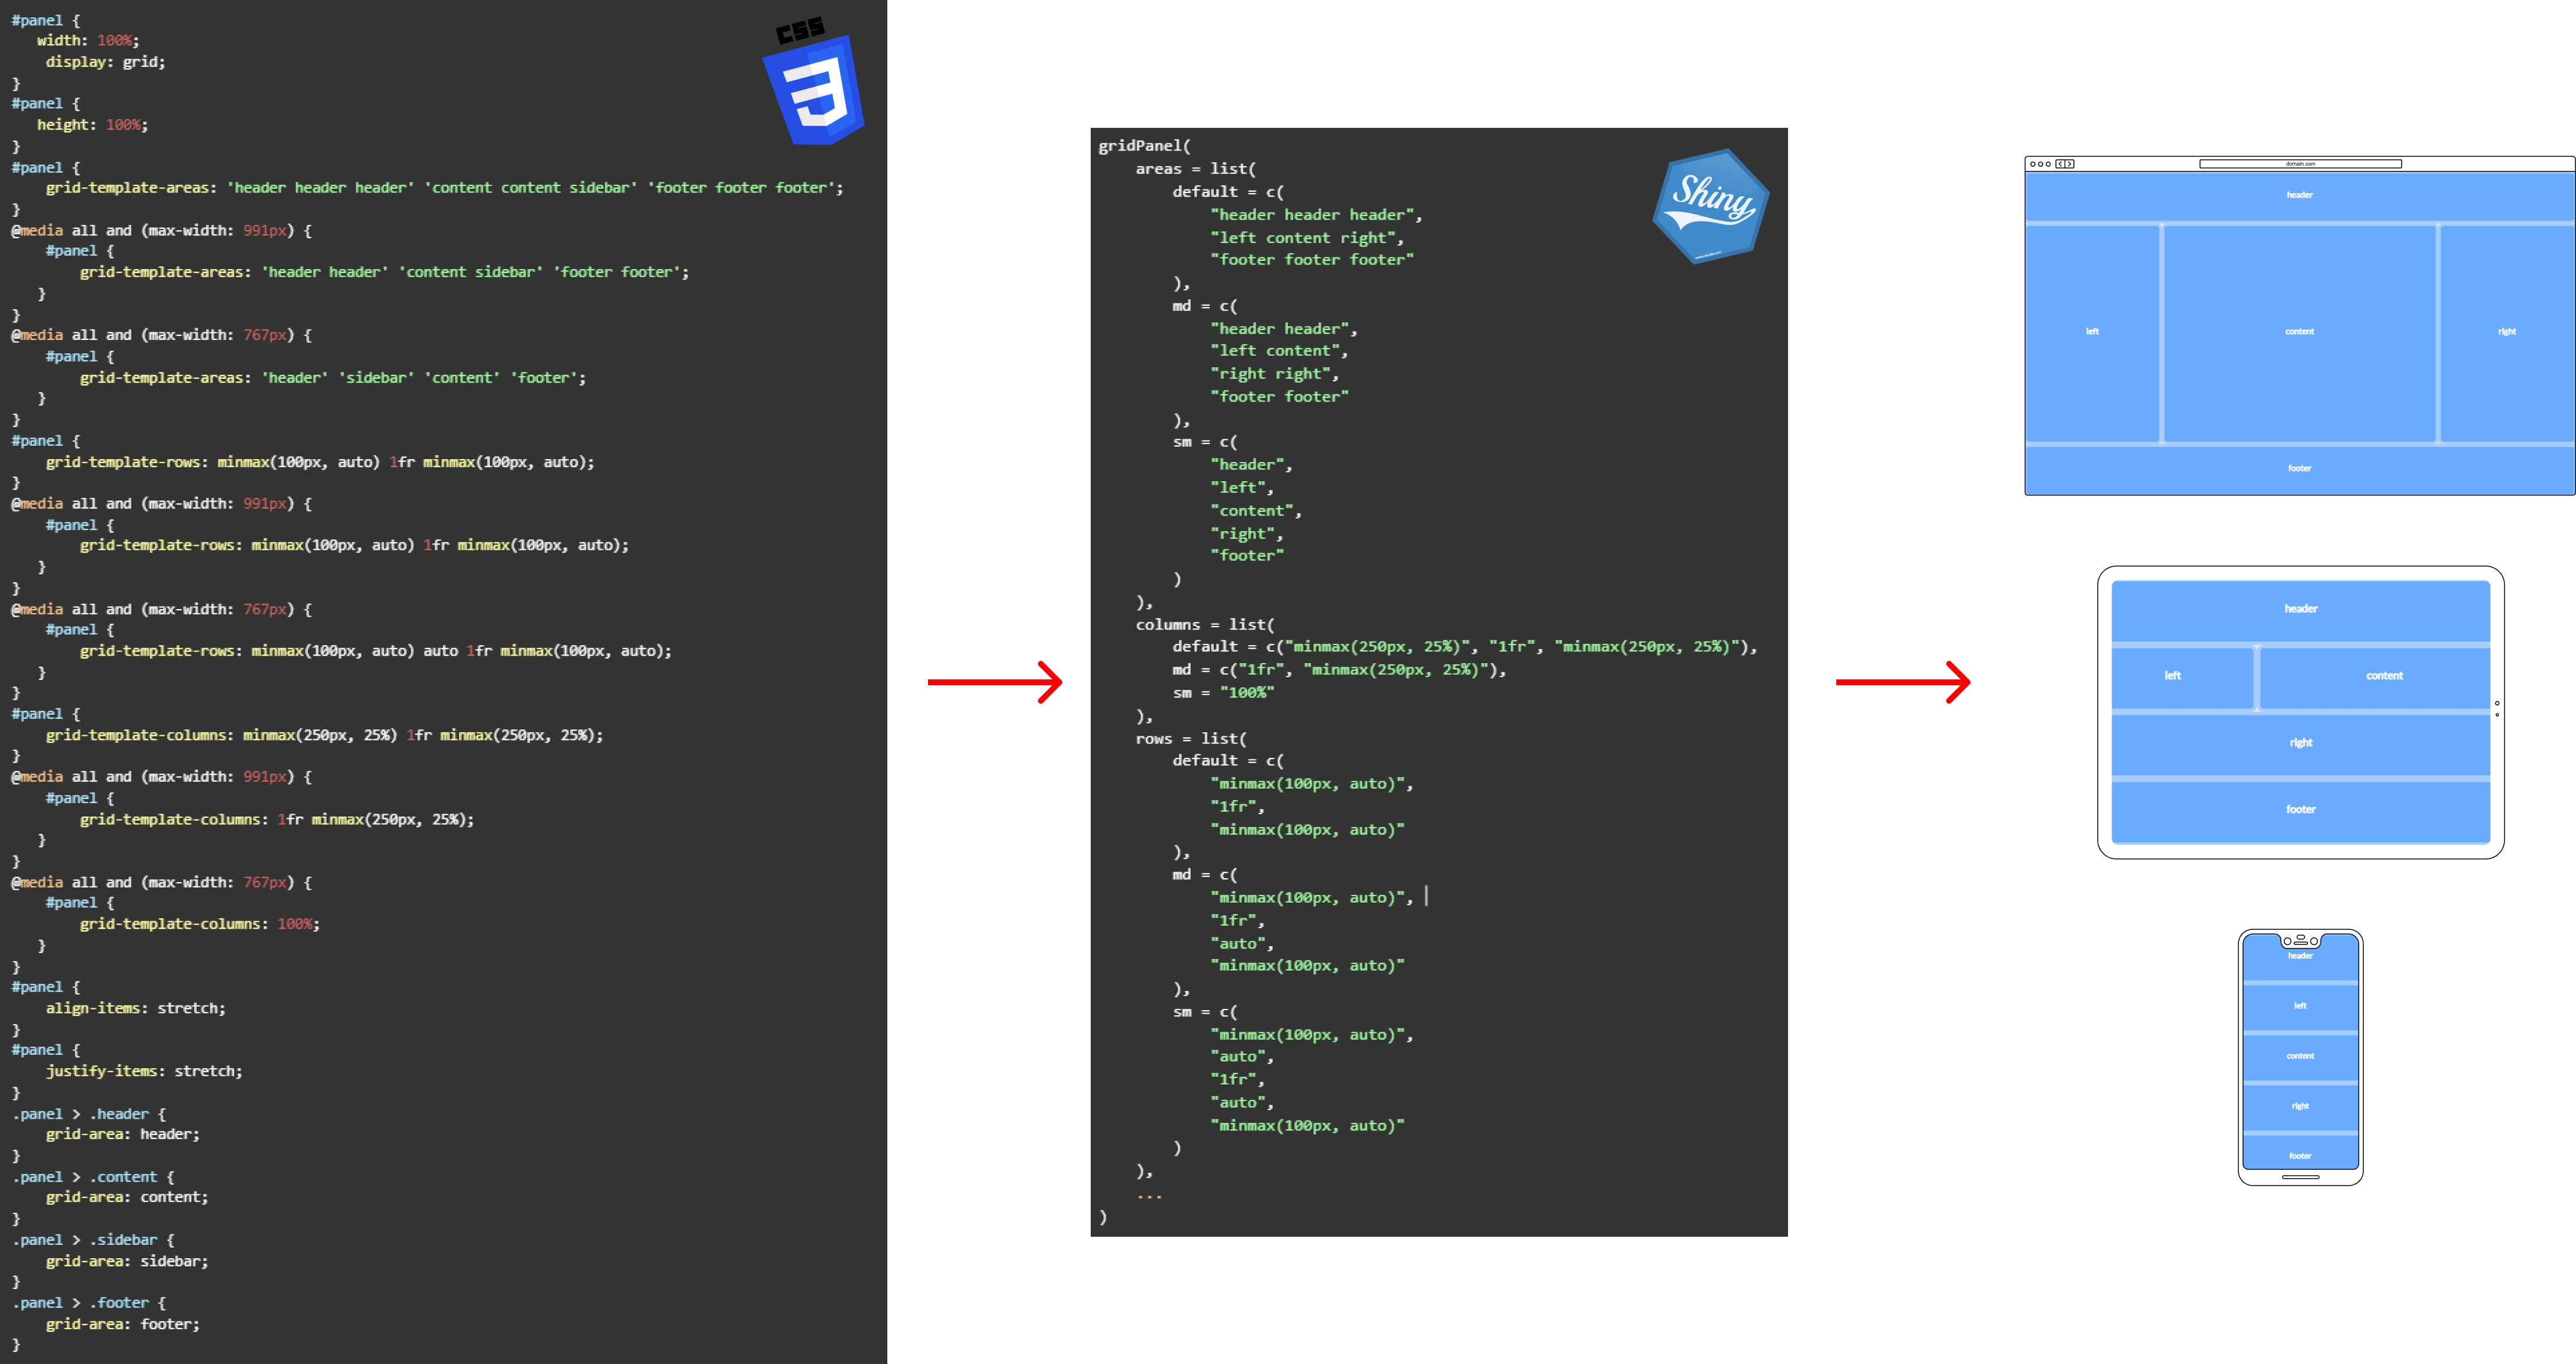 #panel {
   width: 100%;
    display: grid;
}
#panel {
   height: 100%;
}
#panel {
    grid-template-areas: 'header header header' 'content content sidebar' 'footer footer footer';
}
@media all and (max-width: 991px) {
    #panel {
        grid-template-areas: 'header header' 'content sidebar' 'footer footer';
   }
}
@media all and (max-width: 767px) {
    #panel {
        grid-template-areas: 'header' 'sidebar' 'content' 'footer';
   }
}
#panel {
    grid-template-rows: minmax(100px, auto) 1fr minmax(100px, auto);
}
@media all and (max-width: 991px) {
    #panel {
        grid-template-rows: minmax(100px, auto) 1fr minmax(100px, auto);
   }
}
@media all and (max-width: 767px) {
    #panel {
        grid-template-rows: minmax(100px, auto) auto 1fr minmax(100px, auto);
   }
}
#panel {
    grid-template-columns: minmax(250px, 25%) 1fr minmax(250px, 25%);
}
@media all and (max-width: 991px) {
    #panel {
        grid-template-columns: 1fr minmax(250px, 25%);
   }
}
@media all and (max-width: 767px) {
    #panel {
        grid-template-columns: 100%;
   }
}
#panel {
    align-items: stretch;
}
#panel {
    justify-items: stretch;
}
.panel > .header {
    grid-area: header;
}
.panel > .content {
    grid-area: content;
}
.panel > .sidebar {
    grid-area: sidebar;
}
.panel > .footer {
    grid-area: footer;
}
CSS
3
gridPanel(
    areas = list(
        default = c(
            "header header header",
            "left content right",
            "footer footer footer"
        ),
        md = c(
            "header header",
            "left content",
            "right right",
            "footer footer"
        ),
        sm = c(
            "header",
            "left",
            "content",
            "right",
            "footer"
        )
    ),
    columns = list(
        default = c("minmax(250px, 25%)", "1fr", "minmax(250px, 25%)"),
        md = c("1fr", "minmax(250px, 25%)"),
        sm = "100%"
    ),
    rows = list(
        default = c(
            "minmax(100px, auto)",
            "1fr",
            "minmax(100px, auto)"
        ),
        md = c(
            "minmax(100px, auto)",
            "1fr",
            "auto",
            "minmax(100px, auto)"
        ),
        sm = c(
            "minmax(100px, auto)",
            "auto",
            "1fr",
            "auto",
            "minmax(100px, auto)"
        )
    ),
    ...
)
Shiny
domain.com
header
left
content
right
footer
header
left
content
right
footer
header
left
content
right
footer